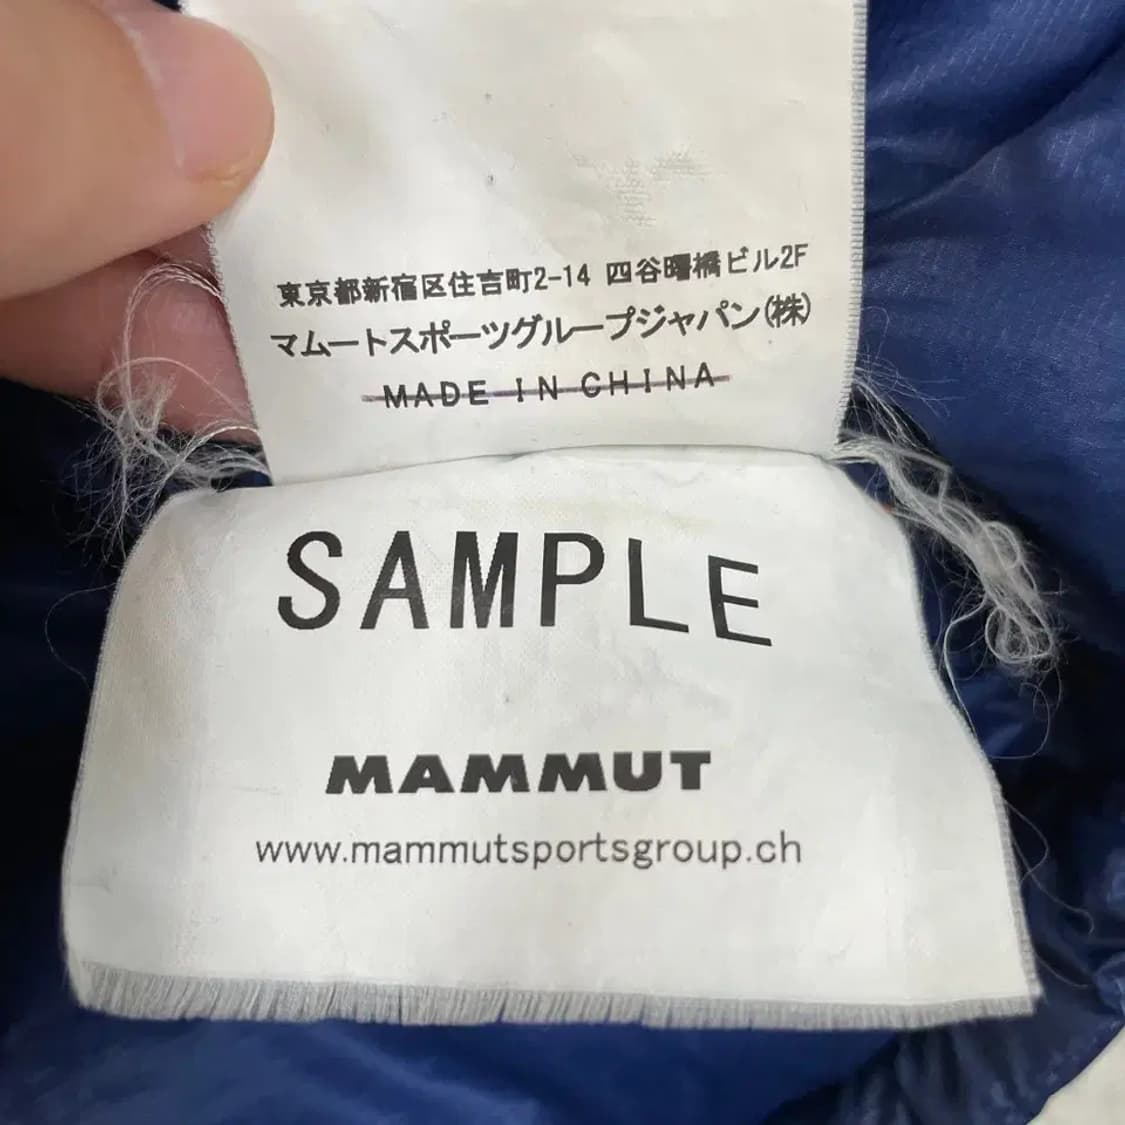 東京都新宿区住吉町2-14 四谷曙橋ビル2F
マムートスポーツグループジャパン(株)
MADE IN CHINA
SAMPLE
MAMMUT
www.mammutsportsgroup.ch